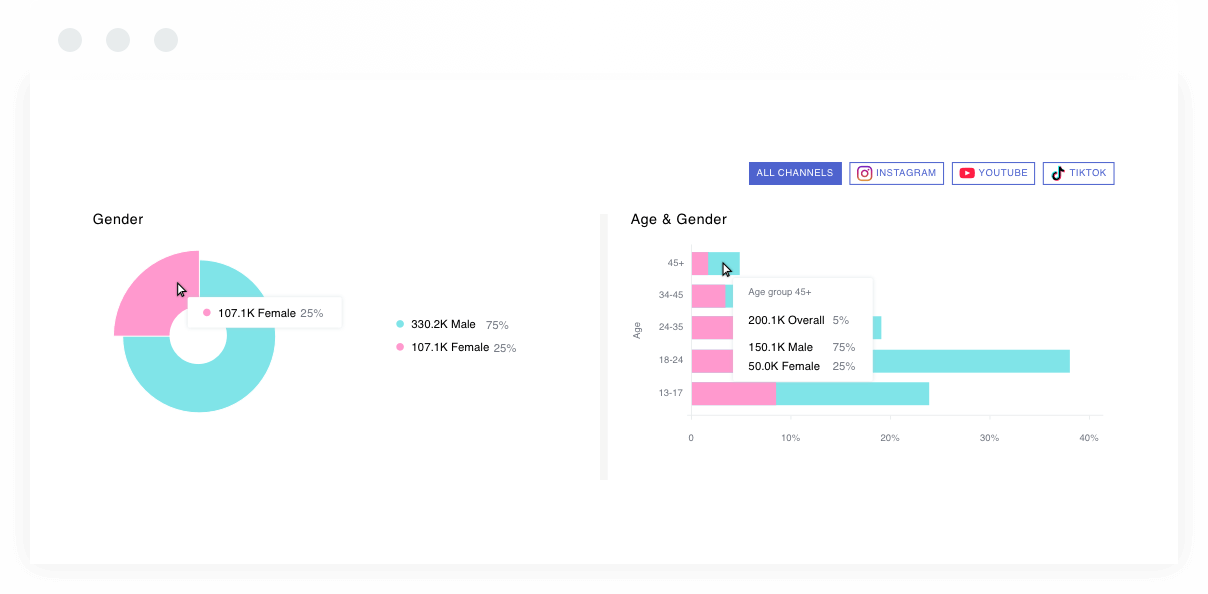 ALL CHANNELS
INSTAGRAM
YOUTUBE
TIKTOK
Gender
107.1K Female 25%
330.2K Male 75%
107.1K Female 25%
Age & Gender
Age
45+
34-45
24-35
18-24
13-17
Age group 45+
200.1K Overall 5%
150.1K Male 75%
50.0K Female 25%
0 10% 20% 30% 40%